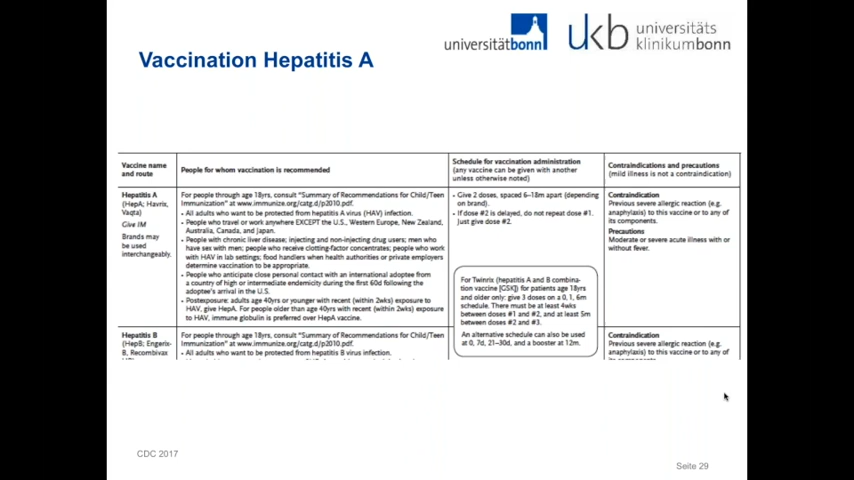 universitätbonn
ukb universitäts
klinikumbonn
Vaccination Hepatitis A
Vaccine name
and route
People for whom vaccination is recommended
Schedule for vaccination administration
(any vaccine can be given with another
unless otherwise noted)
Contraindications and precautions
(mild illness is not a contraindication)
Hepatitis A
(HepA; Havrix,
Vaqta)
Give IM
Brands may
be used
interchangeably.
For people through age 18yrs, consult "Summary of Recommendations for Child/Teen
Immunization" at www.immunize.org/catg.d/p2010.pdf.
• All adults who want to be protected from hepatitis A virus (HAV) infection.
• People who travel or work anywhere EXCEPT the U.S., Western Europe, New Zealand,
Australia, Canada, and Japan.
• People with chronic liver disease; injecting and non-injecting drug users; men who
have sex with men; people who receive clotting-factor concentrates; people who work
with HAV in lab settings; food handlers when health authorities or private employers
determine vaccination to be appropriate.
• People who anticipate close personal contact with an international adoptee from
a country of high or intermediate endemicity during the first 60d following the
adoptee's arrival in the U.S.
• Postexposure: adults age 40yrs or younger with recent (within 2wks) exposure to
HAV, give HepA. For people older than age 40yrs with recent (within 2wks) exposure
to HAV, immune globulin is preferred over HepA vaccine.
• Give 2 doses, spaced 6–18m apart (depending
on brand).
• If dose #2 is delayed, do not repeat dose #1.
Just give dose #2.
For Twinrix (hepatitis A and B combina-
tion vaccine [GSK]) for patients age 18yrs
and older only: give 3 doses on a 0, 1, 6m
schedule. There must be at least 4wks
between doses #1 and #2, and at least 5m
between doses #2 and #3.
An alternative schedule can also be used
at 0, 7d, 21–30d, and a booster at 12m.
Contraindication
Previous severe allergic reaction (e.g.
anaphylaxis) to this vaccine or to any of
its components.
Precautions
Moderate or severe acute illness with or
without fever.
Hepatitis B
(HepB; Engerix-
B, Recombivax
For people through age 18yrs, consult "Summary of Recommendations for Child/Teen
Immunization" at www.immunize.org/catg.d/p2010.pdf.
• All adults who want to be protected from hepatitis B virus infection.
Contraindication
Previous severe allergic reaction (e.g.
anaphylaxis) to this vaccine or to any of
CDC 2017
Seite 29